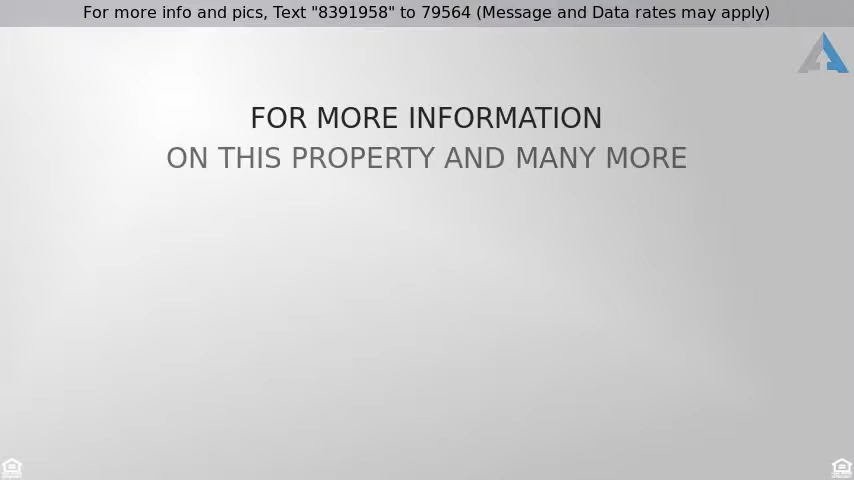 For more info and pics, Text "8391958" to 79564 (Message and Data rates may apply)
FOR MORE INFORMATION
ON THIS PROPERTY AND MANY MORE